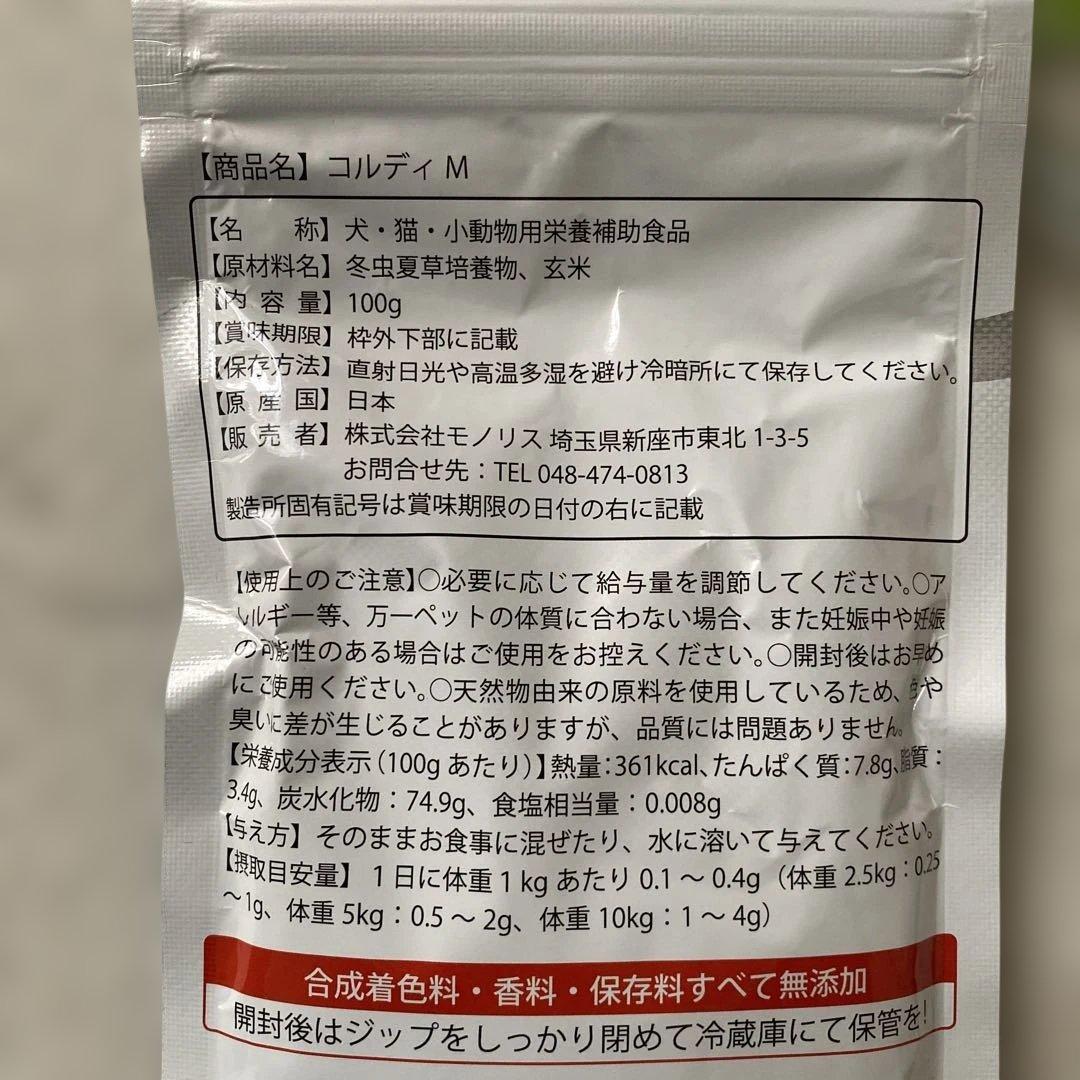 【商品名】コルディM
【名　　称】犬・猫・小動物用栄養補助食品
【原材料名】冬虫夏草培養物、玄米
【内 容 量】100g
【賞味期限】枠外下部に記載
【保存方法】直射日光や高温多湿を避け冷暗所にて保存してください。
【原 産 国】日本
【販 売 者】株式会社モノリス 埼玉県新座市東北1-3-5
お問合せ先：TEL 048-474-0813
製造所固有記号は賞味期限の日付の右に記載
【使用上のご注意】○必要に応じて給与量を調節してください。○ア
レルギー等、万一ペットの体質に合わない場合、また妊娠中や妊娠
の可能性のある場合はご使用をお控えください。○開封後はお早め
にご使用ください。○天然物由来の原料を使用しているため、色や
臭いに差が生じることがありますが、品質には問題ありません。
【栄養成分表示（100gあたり）】熱量：361kcal、たんぱく質：7.8g、脂質：
3.4g、炭水化物：74.9g、食塩相当量：0.008g
【与え方】そのままお食事に混ぜたり、水に溶いて与えてください。
【摂取目安量】 1日に体重1kgあたり0.1～0.4g（体重2.5kg：0.25
～1g、体重5kg：0.5～2g、体重10kg：1～4g）
合成着色料・香料・保存料すべて無添加
開封後はジップをしっかり閉めて冷蔵庫にて保管を!